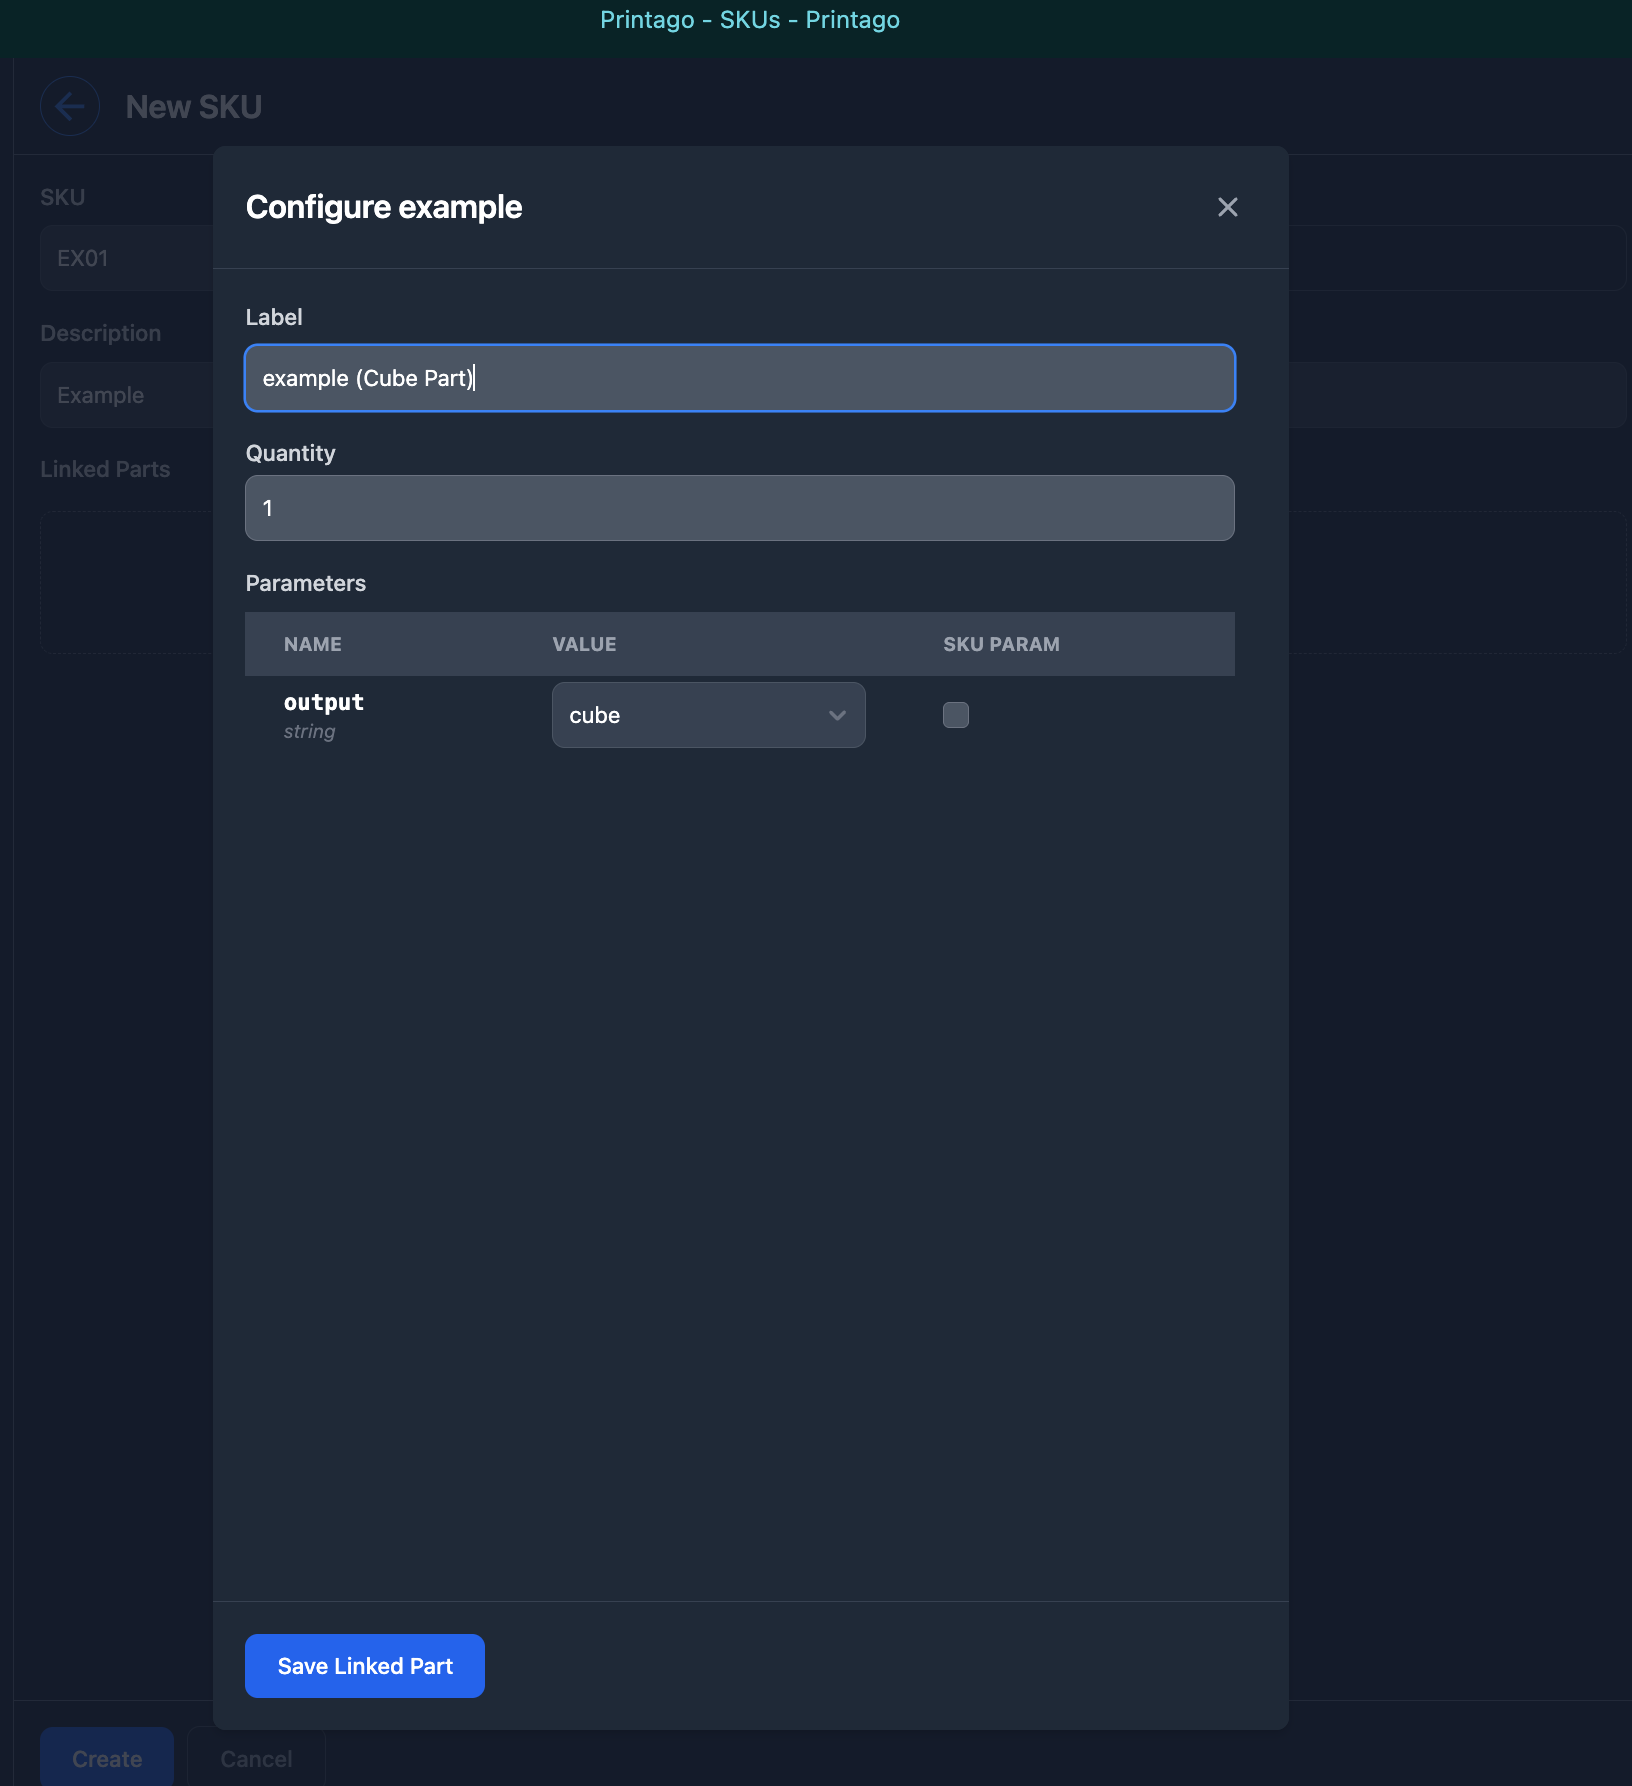 Printago - SKUs - Printago
New SKU
SKU
EX01
Description
Example
Linked Parts
Configure example
Label
example (Cube Part)
Quantity
1
Parameters
NAME VALUE SKU PARAM
output
string
cube
Save Linked Part
Create Cancel